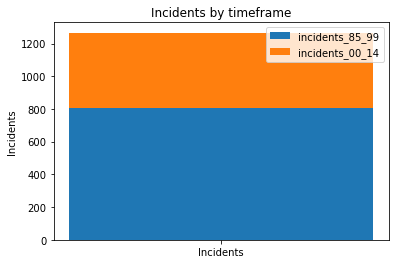 Incidents by timeframe
incidents_85_99
incidents_00_14
Incidents
1200
1000
800
600
400
200
0
Incidents